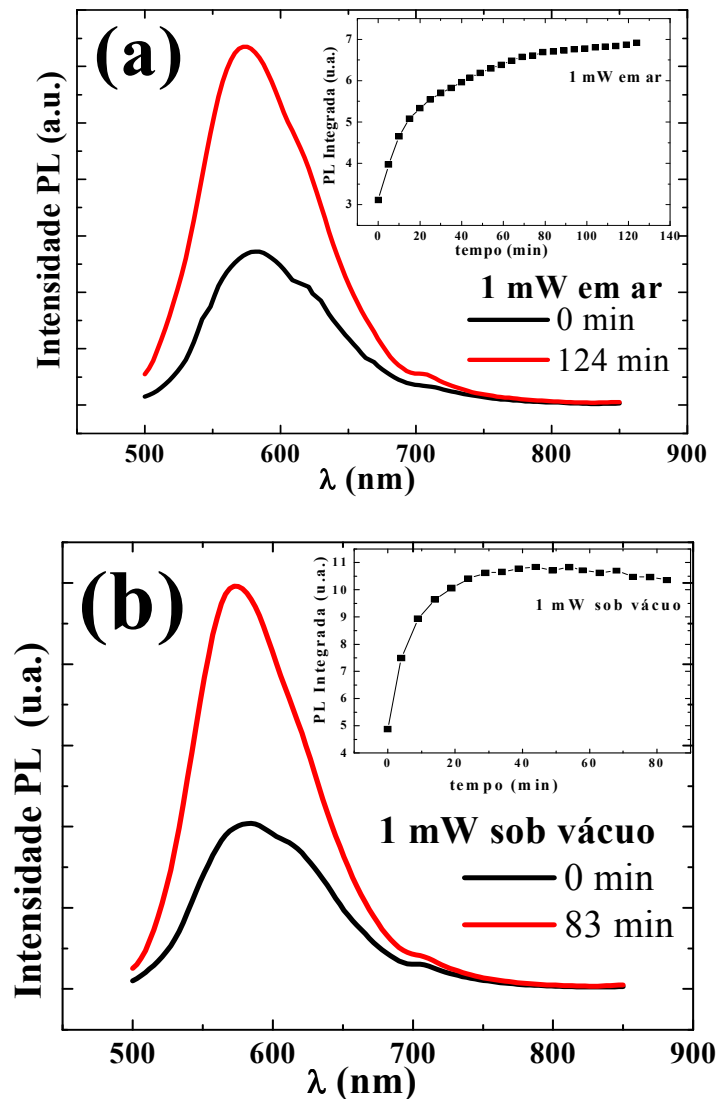 (a)
Intensidade PL (a.u.)
7
6
5
4
3
PL Integrada (u.a.)
1 mW em ar
0 20 40 60 80 100 120 140
tempo (min)
1 mW em ar
0 min
124 min
500 600 700 800 900
λ (nm)
(b)
Intensidade PL (u.a.)
11
10
9
8
7
6
5
4
PL Integrada (u.a.)
1 mW sob vácuo
0 20 40 60 80
tempo (min)
1 mW sob vácuo
0 min
83 min
500 600 700 800 900
λ (nm)